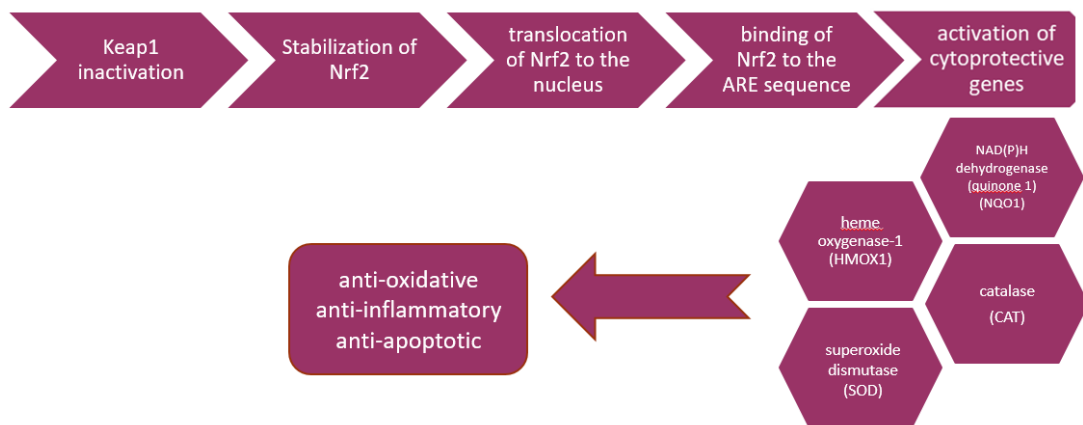 Keap1
inactivation
Stabilization of
Nrf2
translocation
of Nrf2 to the
nucleus
binding of
Nrf2 to the
ARE sequence
activation of
cytoprotective
genes
NAD(P)H
dehydrogenase
(quinone 1)
(NQO1)
heme
oxygenase-1
(HMOX1)
catalase
(CAT)
superoxide
dismutase
(SOD)
anti-oxidative
anti-inflammatory
anti-apoptotic